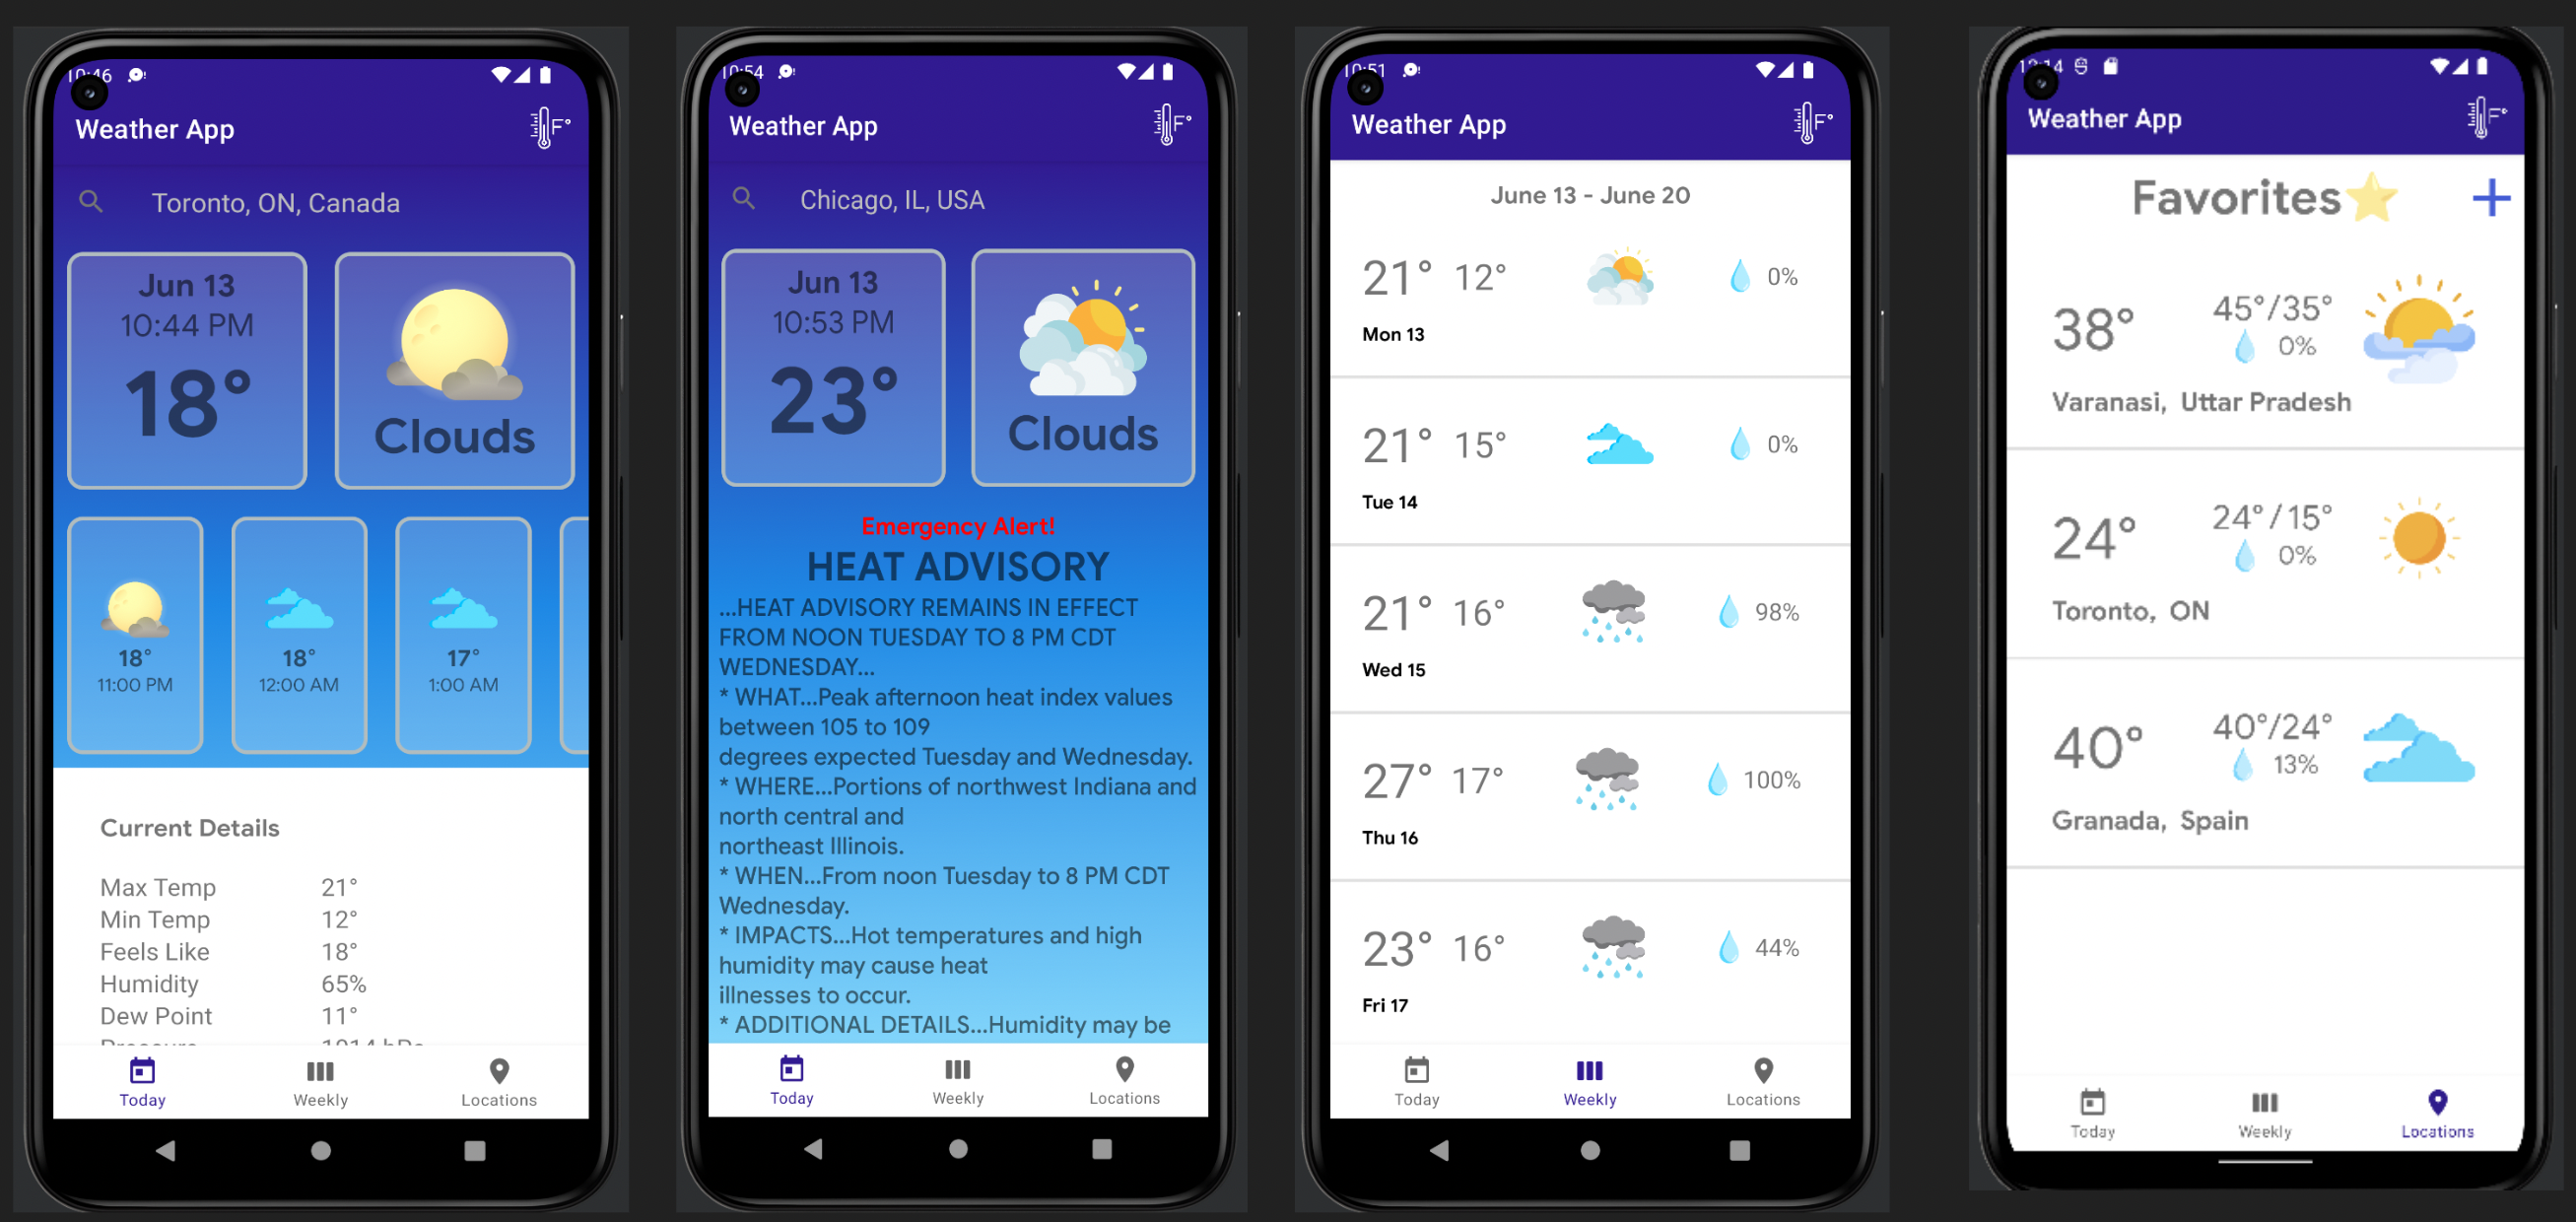 10:46
Weather App
F°
Toronto, ON, Canada
Jun 13
10:44 PM
18°
Clouds
18°
11:00 PM
18°
12:00 AM
17°
1:00 AM
Current Details
Max Temp 21°
Min Temp 12°
Feels Like 18°
Humidity 65%
Dew Point 11°
Pressure 1014 hPa
Today Weekly Locations
10:54
Weather App
F°
Chicago, IL, USA
Jun 13
10:53 PM
23°
Clouds
Emergency Alert!
HEAT ADVISORY
...HEAT ADVISORY REMAINS IN EFFECT
FROM NOON TUESDAY TO 8 PM CDT
WEDNESDAY...
* WHAT...Peak afternoon heat index values
between 105 to 109
degrees expected Tuesday and Wednesday.
* WHERE...Portions of northwest Indiana and
north central and
northeast Illinois.
* WHEN...From noon Tuesday to 8 PM CDT
Wednesday.
* IMPACTS...Hot temperatures and high
humidity may cause heat
illnesses to occur.
* ADDITIONAL DETAILS...Humidity may be
Today Weekly Locations
10:51
Weather App
F°
June 13 - June 20
21° 12° 0%
Mon 13
21° 15° 0%
Tue 14
21° 16° 98%
Wed 15
27° 17° 100%
Thu 16
23° 16° 44%
Fri 17
Today Weekly Locations
Weather App
F°
Favorites
38° 45°/35°
0%
Varanasi, Uttar Pradesh
24° 24°/15°
0%
Toronto, ON
40° 40°/24°
13%
Granada, Spain
Today Weekly Locations